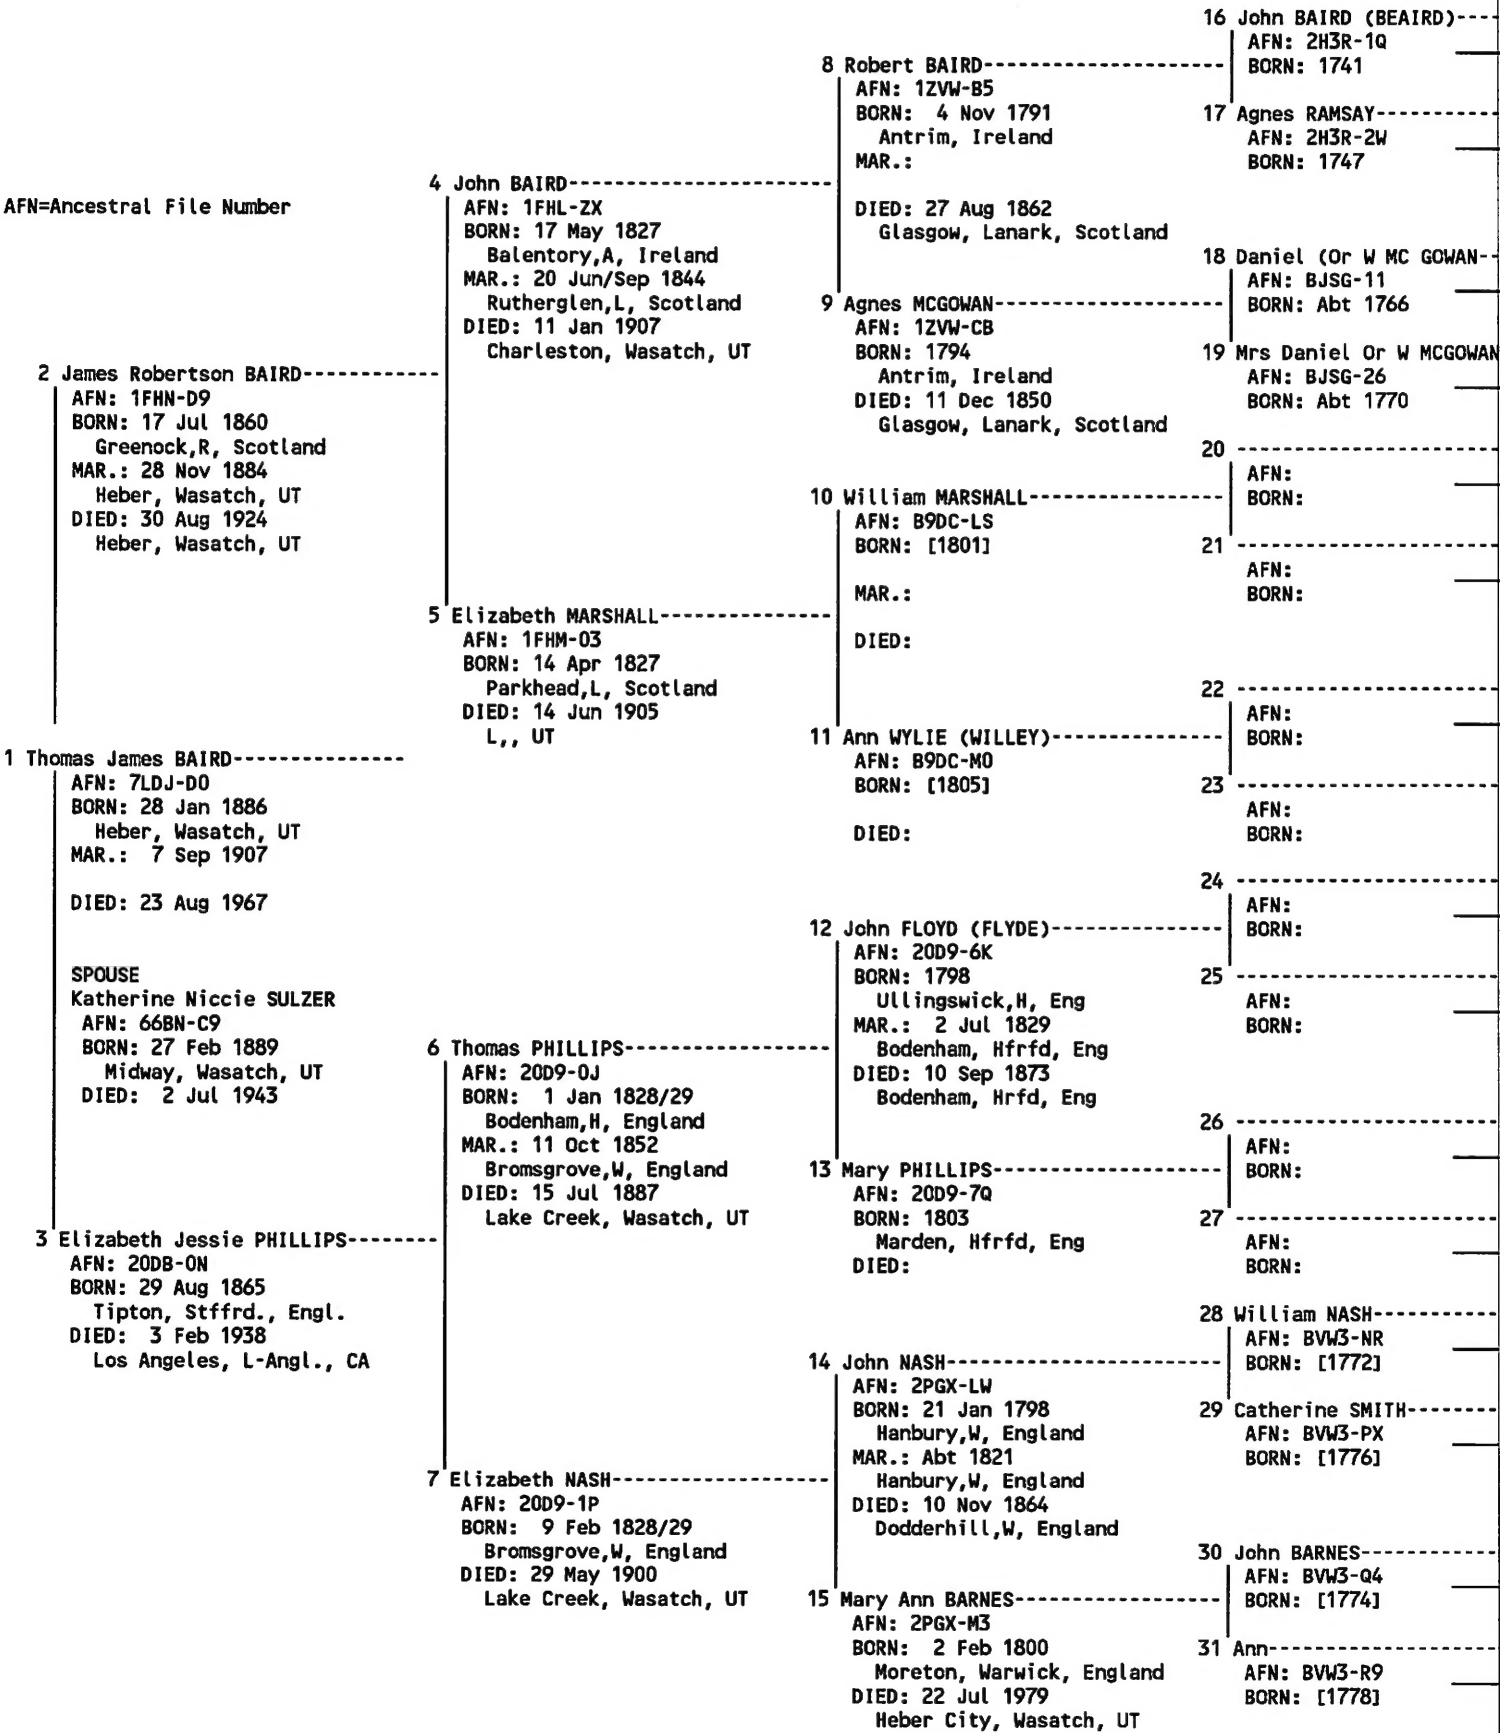 AFN=Ancestral File Number
1 Thomas James BAIRD---------------
AFN: 7LDJ-D0
BORN: 28 Jan 1886
Heber, Wasatch, UT
MAR.: 7 Sep 1907
DIED: 23 Aug 1967
SPOUSE
Katherine Niccie SULZER
AFN: 66BN-C9
BORN: 27 Feb 1889
Midway, Wasatch, UT
DIED: 2 Jul 1943
2 James Robertson BAIRD------------
AFN: 1FHN-D9
BORN: 17 Jul 1860
Greenock,R, Scotland
MAR.: 28 Nov 1884
Heber, Wasatch, UT
DIED: 30 Aug 1924
Heber, Wasatch, UT
3 Elizabeth Jessie PHILLIPS--------
AFN: 20DB-0N
BORN: 29 Aug 1865
Tipton, Stffrd., Engl.
DIED: 3 Feb 1938
Los Angeles, L-Angl., CA
4 John BAIRD-----------------------
AFN: 1FHL-ZX
BORN: 17 May 1827
Balentory,A, Ireland
MAR.: 20 Jun/Sep 1844
Rutherglen,L, Scotland
DIED: 11 Jan 1907
Charleston, Wasatch, UT
5 Elizabeth MARSHALL---------------
AFN: 1FHM-03
BORN: 14 Apr 1827
Parkhead,L, Scotland
DIED: 14 Jun 1905
L,, UT
6 Thomas PHILLIPS------------------
AFN: 20D9-0J
BORN: 1 Jan 1828/29
Bodenham,H, England
MAR.: 11 Oct 1852
Bromsgrove,W, England
DIED: 15 Jul 1887
Lake Creek, Wasatch, UT
7 Elizabeth NASH-------------------
AFN: 20D9-1P
BORN: 9 Feb 1828/29
Bromsgrove,W, England
DIED: 29 May 1900
Lake Creek, Wasatch, UT
8 Robert BAIRD---------------------
AFN: 1ZVW-B5
BORN: 4 Nov 1791
Antrim, Ireland
MAR.:
DIED: 27 Aug 1862
Glasgow, Lanark, Scotland
9 Agnes MCGOWAN--------------------
AFN: 1ZVW-CB
BORN: 1794
Antrim, Ireland
DIED: 11 Dec 1850
Glasgow, Lanark, Scotland
10 William MARSHALL-----------------
AFN: B9DC-LS
BORN: [1801]
MAR.:
DIED:
11 Ann WYLIE (WILLEY)---------------
AFN: B9DC-M0
BORN: [1805]
DIED:
12 John FLOYD (FLYDE)---------------
AFN: 20D9-6K
BORN: 1798
Ullingswick,H, Eng
MAR.: 2 Jul 1829
Bodenham, Hfrfd, Eng
DIED: 10 Sep 1873
Bodenham, Hrfd, Eng
13 Mary PHILLIPS--------------------
AFN: 20D9-7Q
BORN: 1803
Marden, Hfrfd, Eng
DIED:
14 John NASH------------------------
AFN: 2PGX-LW
BORN: 21 Jan 1798
Hanbury,W, England
MAR.: Abt 1821
Hanbury,W, England
DIED: 10 Nov 1864
Dodderhill,W, England
15 Mary Ann BARNES------------------
AFN: 2PGX-M3
BORN: 2 Feb 1800
Moreton, Warwick, England
DIED: 22 Jul 1979
Heber City, Wasatch, UT
16 John BAIRD (BEAIRD)----
AFN: 2H3R-1Q
BORN: 1741
17 Agnes RAMSAY-----------
AFN: 2H3R-2W
BORN: 1747
18 Daniel (Or W MC GOWAN--
AFN: BJSG-11
BORN: Abt 1766
19 Mrs Daniel Or W MCGOWAN
AFN: BJSG-26
BORN: Abt 1770
20 -----------------------
AFN:
BORN:
21 -----------------------
AFN:
BORN:
22 -----------------------
AFN:
BORN:
23 -----------------------
AFN:
BORN:
24 -----------------------
AFN:
BORN:
25 -----------------------
AFN:
BORN:
26 -----------------------
AFN:
BORN:
27 -----------------------
AFN:
BORN:
28 William NASH-----------
AFN: BVW3-NR
BORN: [1772]
29 Catherine SMITH--------
AFN: BVW3-PX
BORN: [1776]
30 John BARNES------------
AFN: BVW3-Q4
BORN: [1774]
31 Ann--------------------
AFN: BVW3-R9
BORN: [1778]